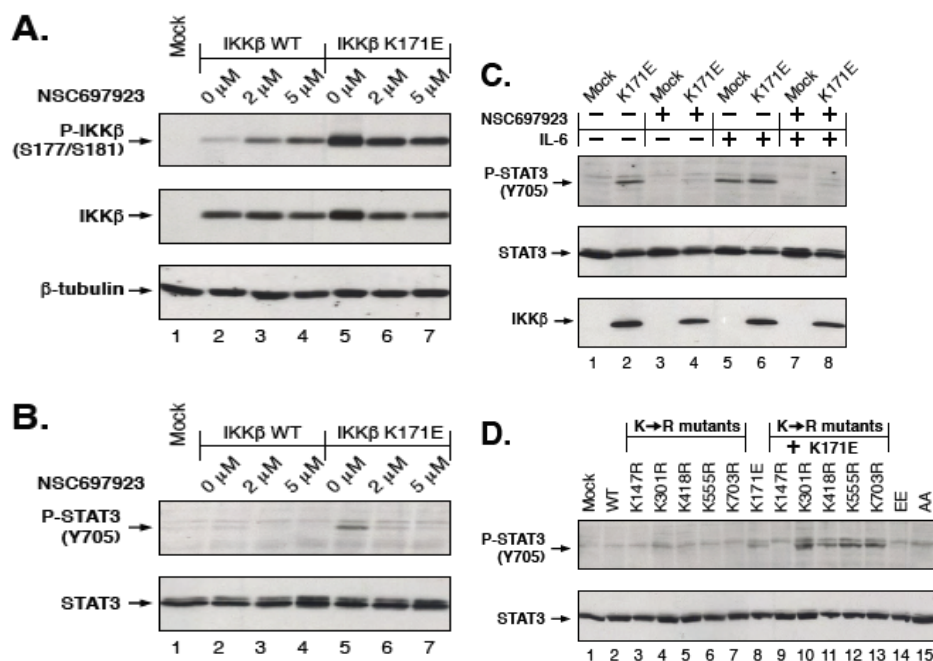 A.
Mock
IKKβ WT
IKKβ K171E
NSC697923
0 μM
2 μM
5 μM
0 μM
2 μM
5 μM
P-IKKβ
(S177/S181)
IKKβ
β-tubulin
1 2 3 4 5 6 7
B.
Mock
IKKβ WT
IKKβ K171E
NSC697923
0 μM
2 μM
5 μM
0 μM
2 μM
5 μM
P-STAT3
(Y705)
STAT3
1 2 3 4 5 6 7
C.
Mock
K171E
Mock
K171E
Mock
K171E
Mock
K171E
NSC697923 − − + + − − + +
IL-6 − − − − + + + +
P-STAT3
(Y705)
STAT3
IKKβ
1 2 3 4 5 6 7 8
D.
K→R mutants
K→R mutants
+ K171E
Mock
WT
K147R
K301R
K418R
K555R
K703R
K171E
K147R
K301R
K418R
K555R
K703R
EE
AA
P-STAT3
(Y705)
STAT3
1 2 3 4 5 6 7 8 9 10 11 12 13 14 15